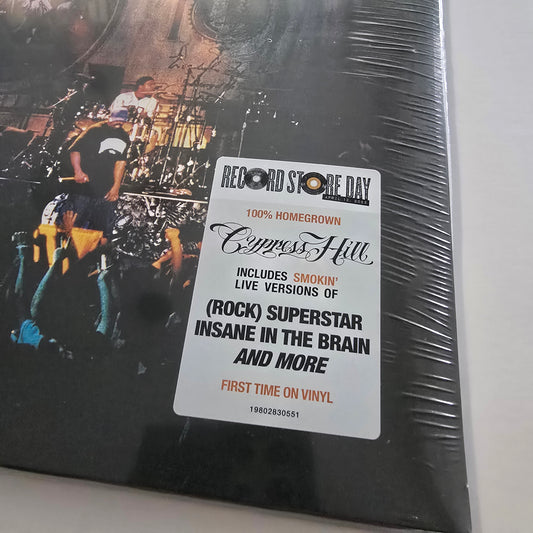 RECORD STORE DAY
100% HOMEGROWN
Cypress Hill
INCLUDES SMOKIN'
LIVE VERSIONS OF
(ROCK) SUPERSTAR
INSANE IN THE BRAIN
AND MORE
FIRST TIME ON VINYL
19802830551